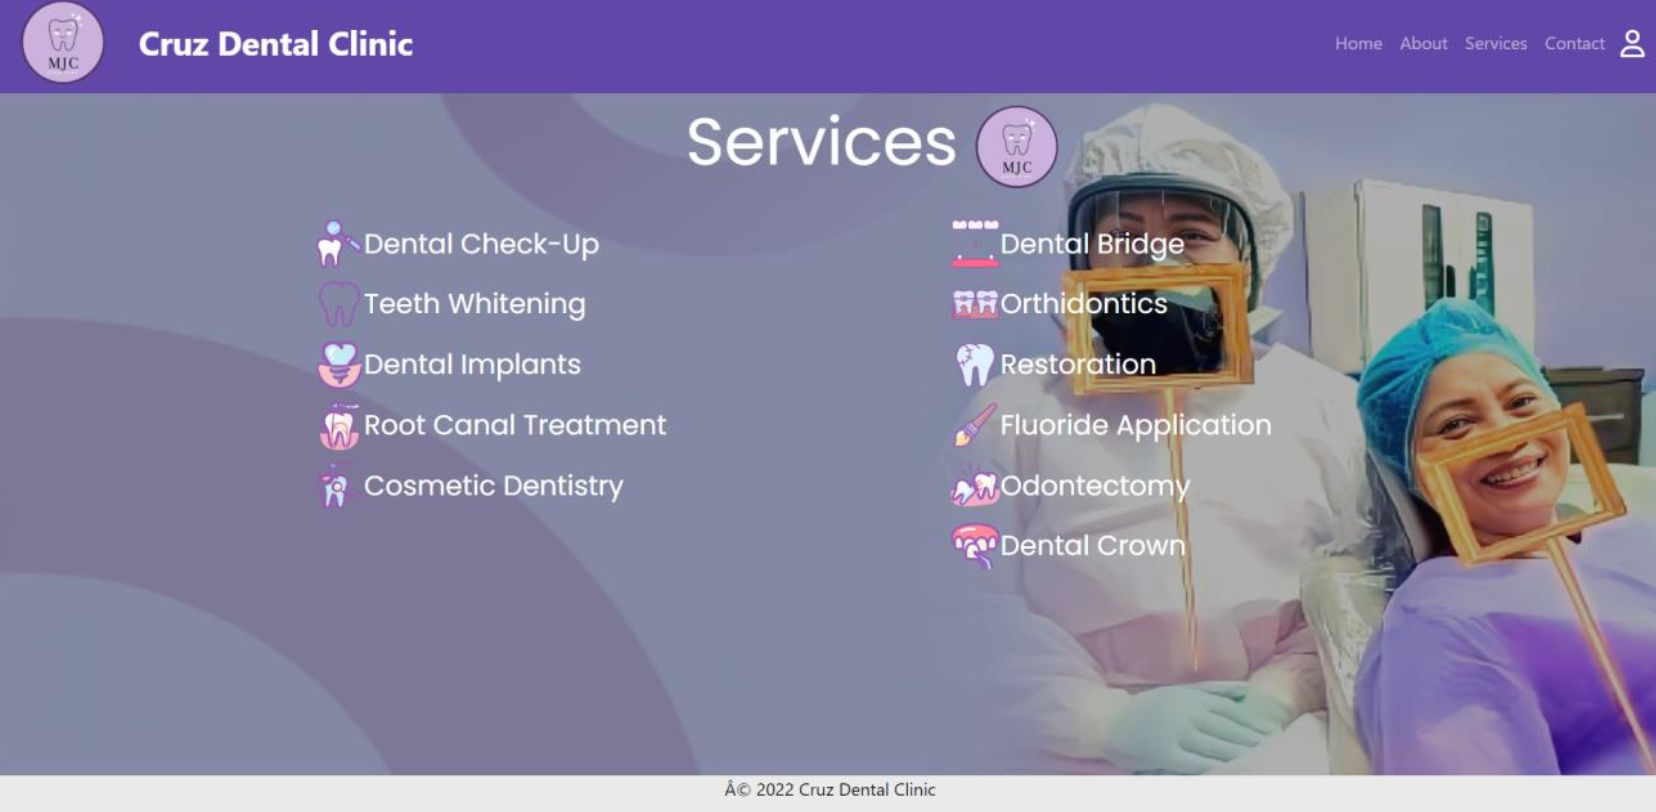 MJC
Cruz Dental Clinic
Home About Services Contact
Services
MJC
Dental Check-Up
Teeth Whitening
Dental Implants
Root Canal Treatment
Cosmetic Dentistry
Dental Bridge
Orthidontics
Restoration
Fluoride Application
Odontectomy
Dental Crown
Â© 2022 Cruz Dental Clinic